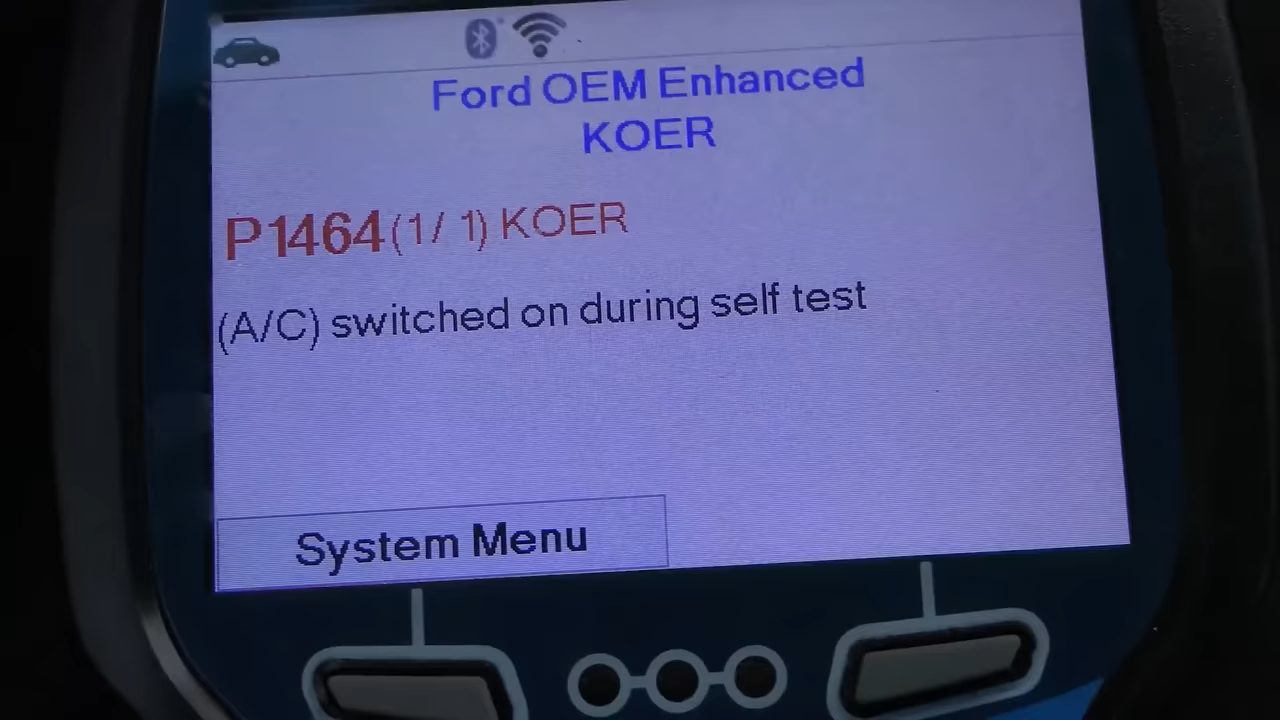 Ford OEM Enhanced
KOER
P1464(1/ 1) KOER
(A/C) switched on during self test
System Menu